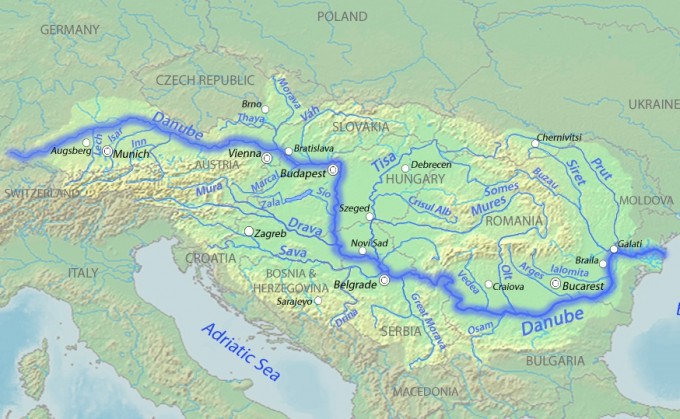 POLAND
GERMANY
CZECH REPUBLIC
Morava
Brno
Váh
UKRAINE
Thaya
Danube
SLOVAKIA
Chernivitsi
Lech
Isar
Inn
Augsberg
Munich
Vienna
Bratislava
AUSTRIA
Budapest
Tisa
Debrecen
HUNGARY
Siret
Prut
Buzau
SWITZERLAND
Mura
Marcal
Zala
Sio
Somes
Mures
Crisul Alb
Szeged
ROMANIA
MOLDOVA
Drava
Zagreb
Sava
Novi Sad
Galati
Braila
CROATIA
ITALY
BOSNIA &
HERZEGOVINA
Sarajevo
Belgrade
Drina
Great Morava
Vedea
Craiova
Olt
Arges
Ialomita
Bucarest
Osam
Danube
Adriatic Sea
SERBIA
BULGARIA
MACEDONIA